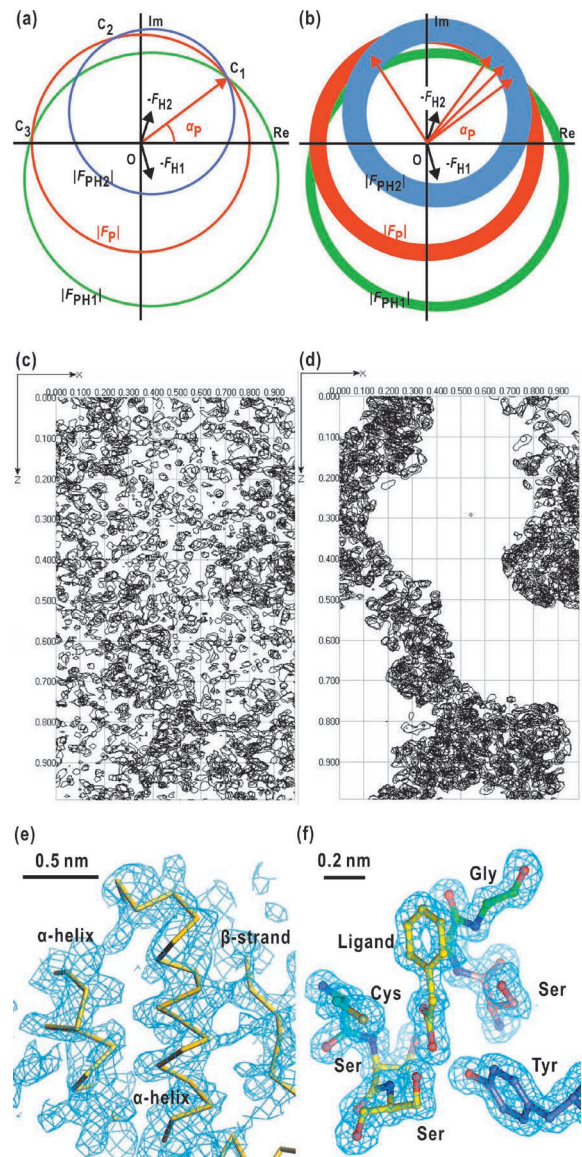 (a)
Im
C2
C1
-FH2
C3
αP
Re
O
-FH1
|FPH2|
|FP|
|FPH1|
(b)
Im
-FH2
αP
Re
O
-FH1
|FPH2|
|FP|
|FPH1|
(c)
X
0.000 0.100 0.200 0.300 0.400 0.500 0.600 0.700 0.800 0.900
Z
0.000
0.100
0.200
0.300
0.400
0.500
0.600
0.700
0.800
0.900
(d)
X
0.000 0.100 0.200 0.300 0.400 0.500 0.600 0.700 0.800 0.900
Z
0.000
0.100
0.200
0.300
0.400
0.500
0.600
0.700
0.800
0.900
(e)
0.5 nm
α-helix
β-strand
α-helix
(f)
0.2 nm
Gly
Ligand
Cys
Ser
Ser
Tyr
Ser